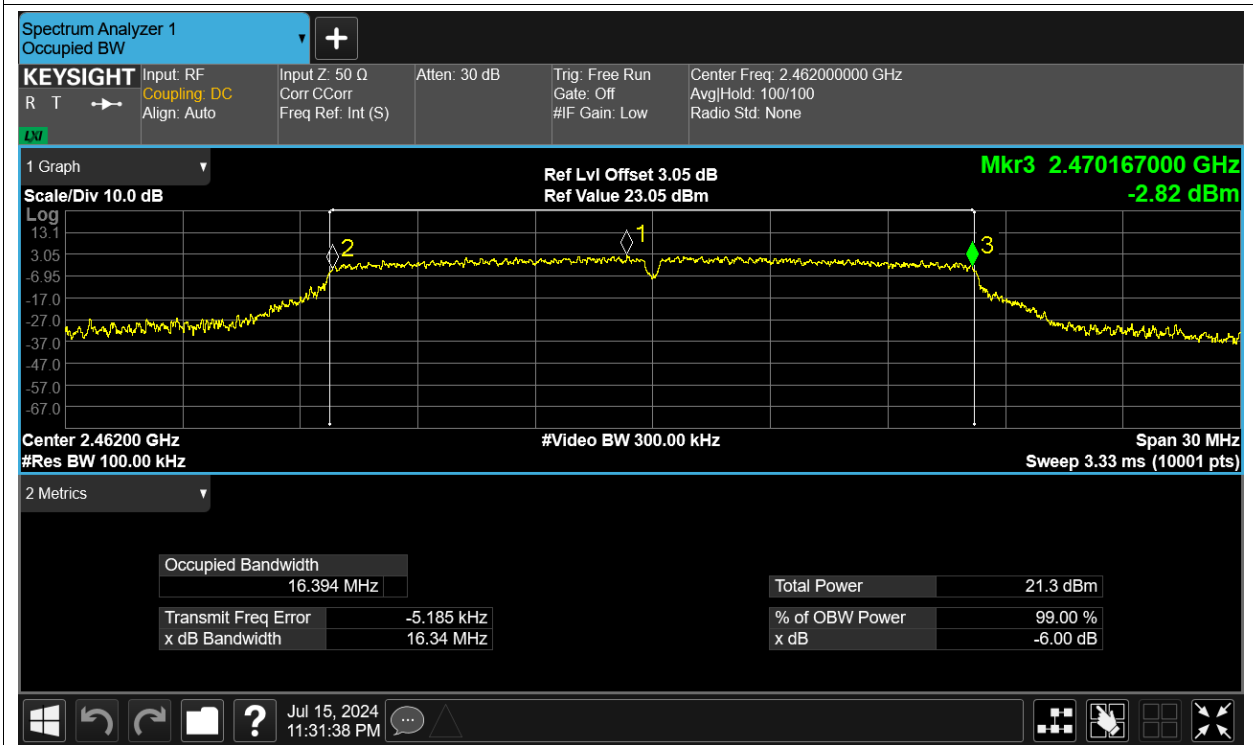 Spectrum Analyzer 1
Occupied BW
KEYSIGHT
R T
LXI
Input: RF
Coupling: DC
Align: Auto
Input Z: 50 Ω
Corr CCorr
Freq Ref: Int (S)
Atten: 30 dB
Trig: Free Run
Gate: Off
#IF Gain: Low
Center Freq: 2.462000000 GHz
Avg|Hold: 100/100
Radio Std: None
1 Graph
Scale/Div 10.0 dB
Ref Lvl Offset 3.05 dB
Ref Value 23.05 dBm
Mkr3 2.470167000 GHz
-2.82 dBm
Log
13.1
3.05
-6.95
-17.0
-27.0
-37.0
-47.0
-57.0
-67.0
2
1
3
Center 2.46200 GHz
#Res BW 100.00 kHz
#Video BW 300.00 kHz
Span 30 MHz
Sweep 3.33 ms (10001 pts)
2 Metrics
Occupied Bandwidth
16.394 MHz
Transmit Freq Error -5.185 kHz
x dB Bandwidth 16.34 MHz
Total Power 21.3 dBm
% of OBW Power 99.00 %
x dB -6.00 dB
?
Jul 15, 2024
11:31:38 PM